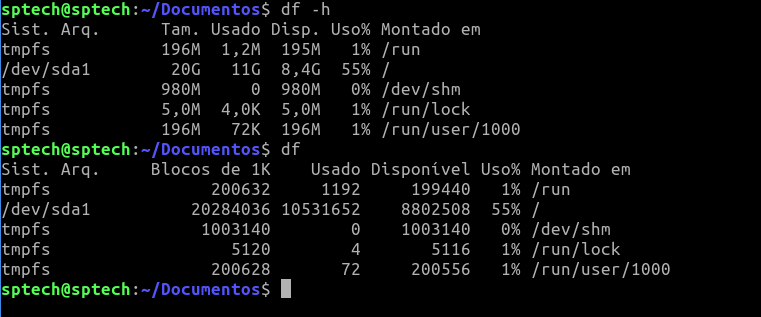 sptech@sptech:~/Documentos$ df -h
Sist. Arq.      Tam. Usado Disp. Uso% Montado em
tmpfs           196M  1,2M  195M   1% /run
/dev/sda1        20G   11G  8,4G  55% /
tmpfs           980M     0  980M   0% /dev/shm
tmpfs           5,0M  4,0K  5,0M   1% /run/lock
tmpfs           196M   72K  196M   1% /run/user/1000
sptech@sptech:~/Documentos$ df
Sist. Arq.     Blocos de 1K    Usado Disponível Uso% Montado em
tmpfs                200632     1192     199440   1% /run
/dev/sda1          20284036 10531652    8802508  55% /
tmpfs               1003140        0    1003140   0% /dev/shm
tmpfs                  5120        4       5116   1% /run/lock
tmpfs                200628       72     200556   1% /run/user/1000
sptech@sptech:~/Documentos$